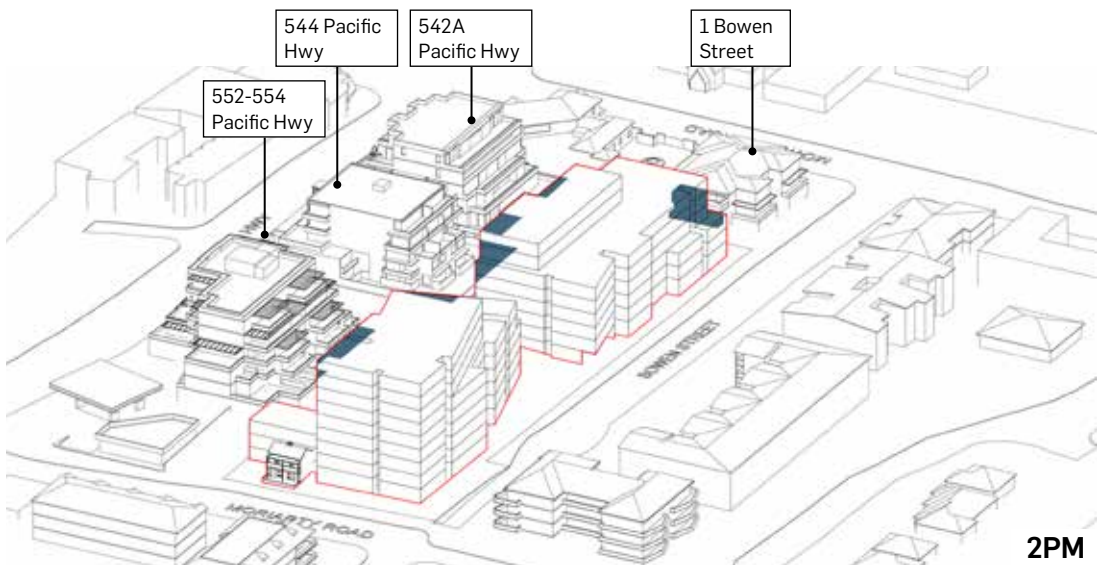 544 Pacific
Hwy
542A
Pacific Hwy
1 Bowen
Street
552-554
Pacific Hwy
BOWEN STREET
MORIARTY ROAD
2PM